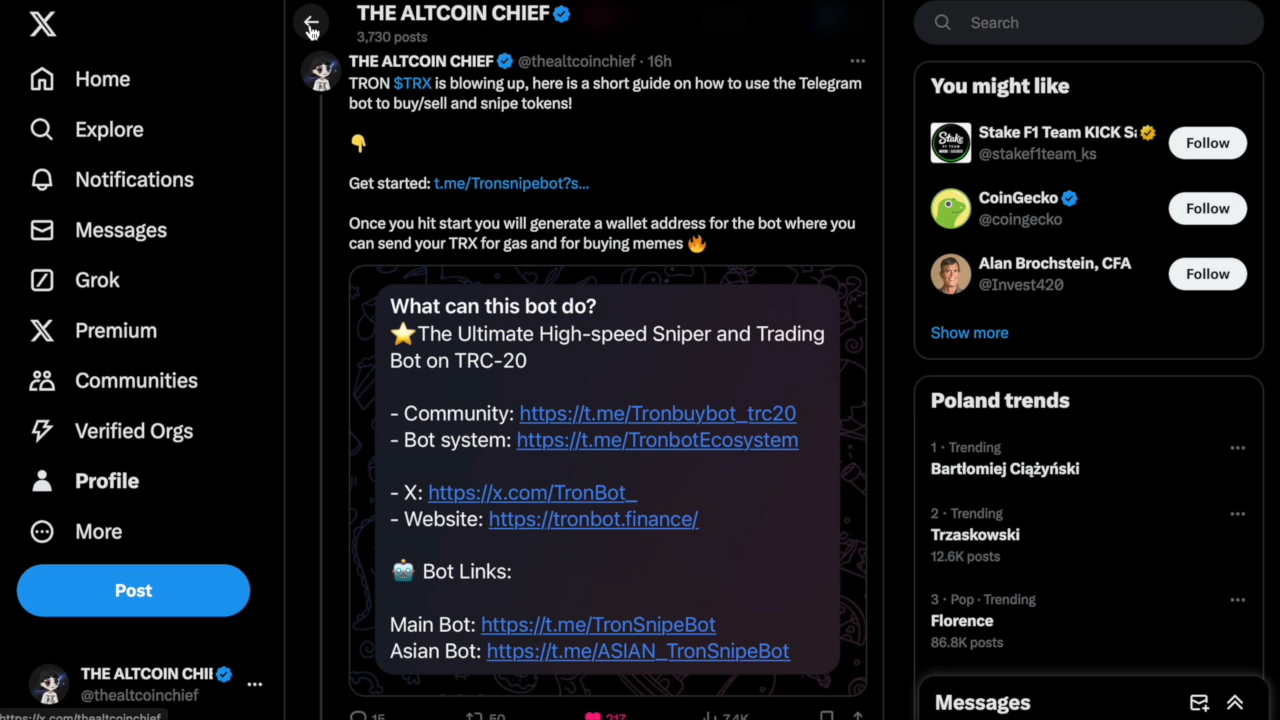 Home
Explore
Notifications
Messages
Grok
Premium
Communities
Verified Orgs
Profile
More
Post
THE ALTCOIN CHII
@thealtcoinchief
https://x.com/thealtcoinchief
THE ALTCOIN CHIEF
3,730 posts
THE ALTCOIN CHIEF @thealtcoinchief · 16h
TRON $TRX is blowing up, here is a short guide on how to use the Telegram
bot to buy/sell and snipe tokens!
👇
Get started: t.me/Tronsnipebot?s...
Once you hit start you will generate a wallet address for the bot where you
can send your TRX for gas and for buying memes 🔥
What can this bot do?
⭐The Ultimate High-speed Sniper and Trading
Bot on TRC-20
- Community: https://t.me/Tronbuybot_trc20
- Bot system: https://t.me/TronbotEcosystem
- X: https://x.com/TronBot_
- Website: https://tronbot.finance/
🤖 Bot Links:
Main Bot: https://t.me/TronSnipeBot
Asian Bot: https://t.me/ASIAN_TronSnipeBot
15 50 217 7.4K
Search
You might like
Stake F1 Team KICK Sa
@stakef1team_ks
Follow
CoinGecko
@coingecko
Follow
Alan Brochstein, CFA
@Invest420
Follow
Show more
Poland trends
1 · Trending
Bartłomiej Ciążyński
2 · Trending
Trzaskowski
12.6K posts
3 · Pop · Trending
Florence
86.8K posts
Messages